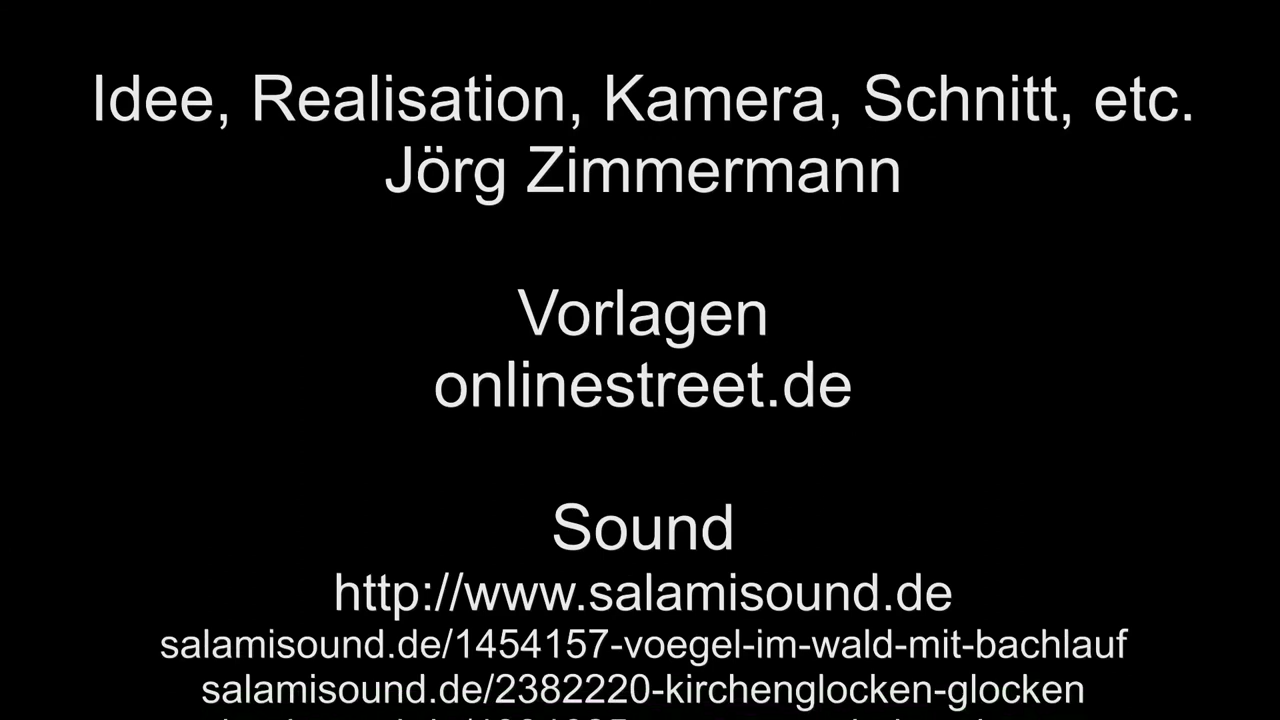 Idee, Realisation, Kamera, Schnitt, etc.
Jörg Zimmermann
Vorlagen
onlinestreet.de
Sound
http://www.salamisound.de
salamisound.de/1454157-voegel-im-wald-mit-bachlauf
salamisound.de/2382220-kirchenglocken-glocken